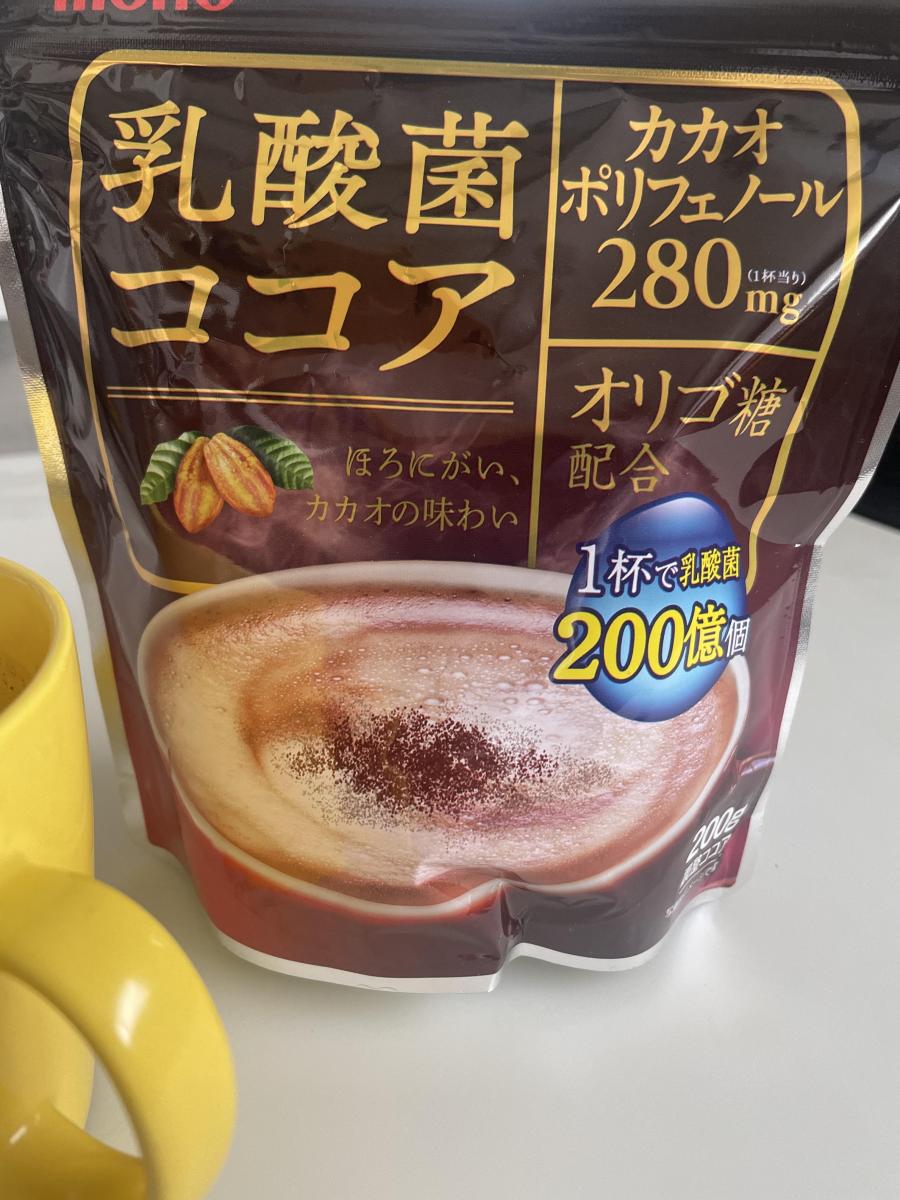 乳酸菌
ココア
ほろにがい、
カカオの味わい
カカオ
ポリフェノール
280mg
(1杯当り)
オリゴ糖
配合
1杯で乳酸菌
200億個
200g